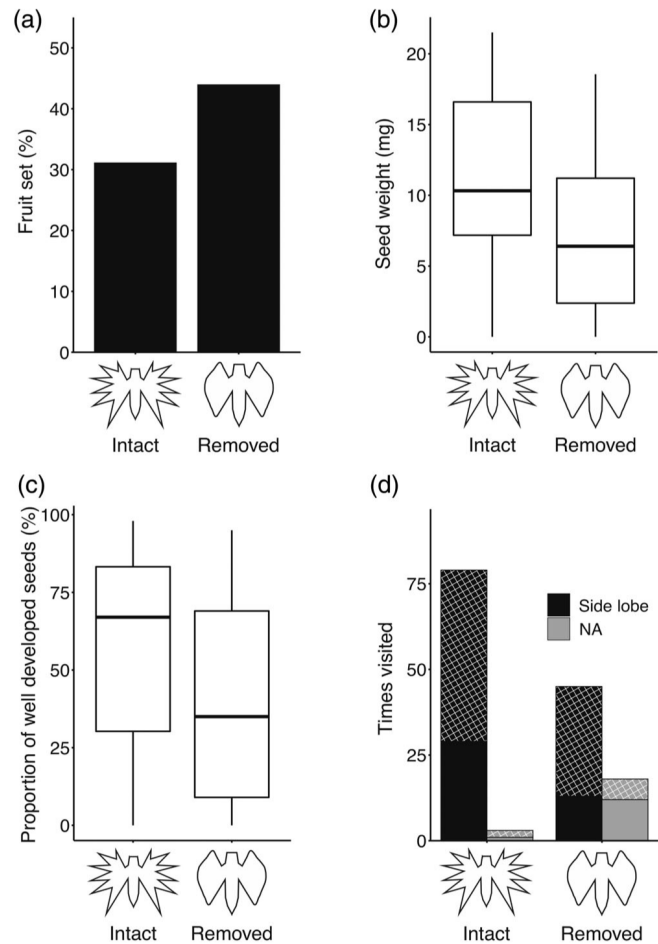 (a)
Fruit set (%)
50
40
30
20
10
0
Intact
Removed
(b)
Seed weight (mg)
20
15
10
5
0
Intact
Removed
(c)
Proportion of well developed seeds (%)
100
75
50
25
0
Intact
Removed
(d)
Times visited
75
50
25
0
Side lobe
NA
Intact
Removed